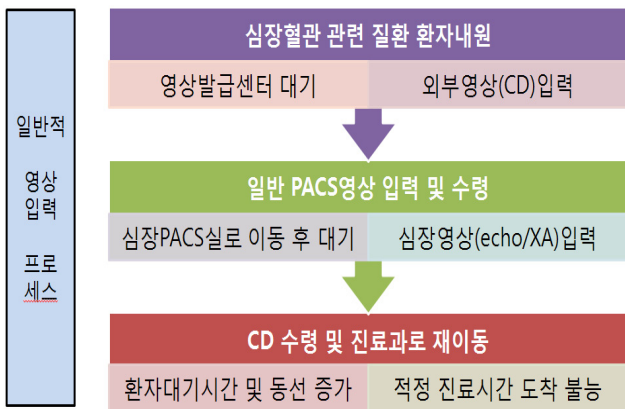 일반적
영상
입력
프로
세스
심장혈관 관련 질환 환자내원
영상발급센터 대기
외부영상(CD)입력
일반 PACS영상 입력 및 수령
심장PACS실로 이동 후 대기
심장영상(echo/XA)입력
CD 수령 및 진료과로 재이동
환자대기시간 및 동선 증가
적정 진료시간 도착 불능